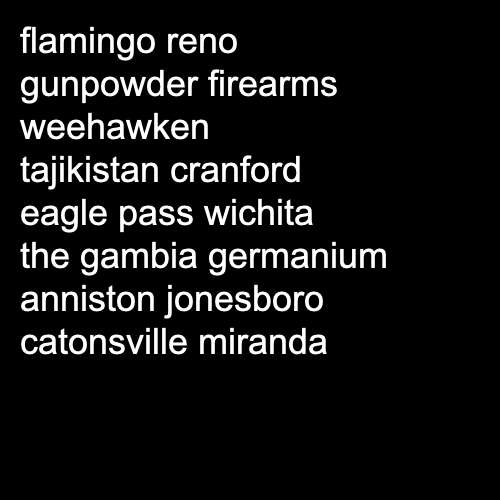 flamingo reno
gunpowder firearms
weehawken
tajikistan cranford
eagle pass wichita
the gambia germanium
anniston jonesboro
catonsville miranda